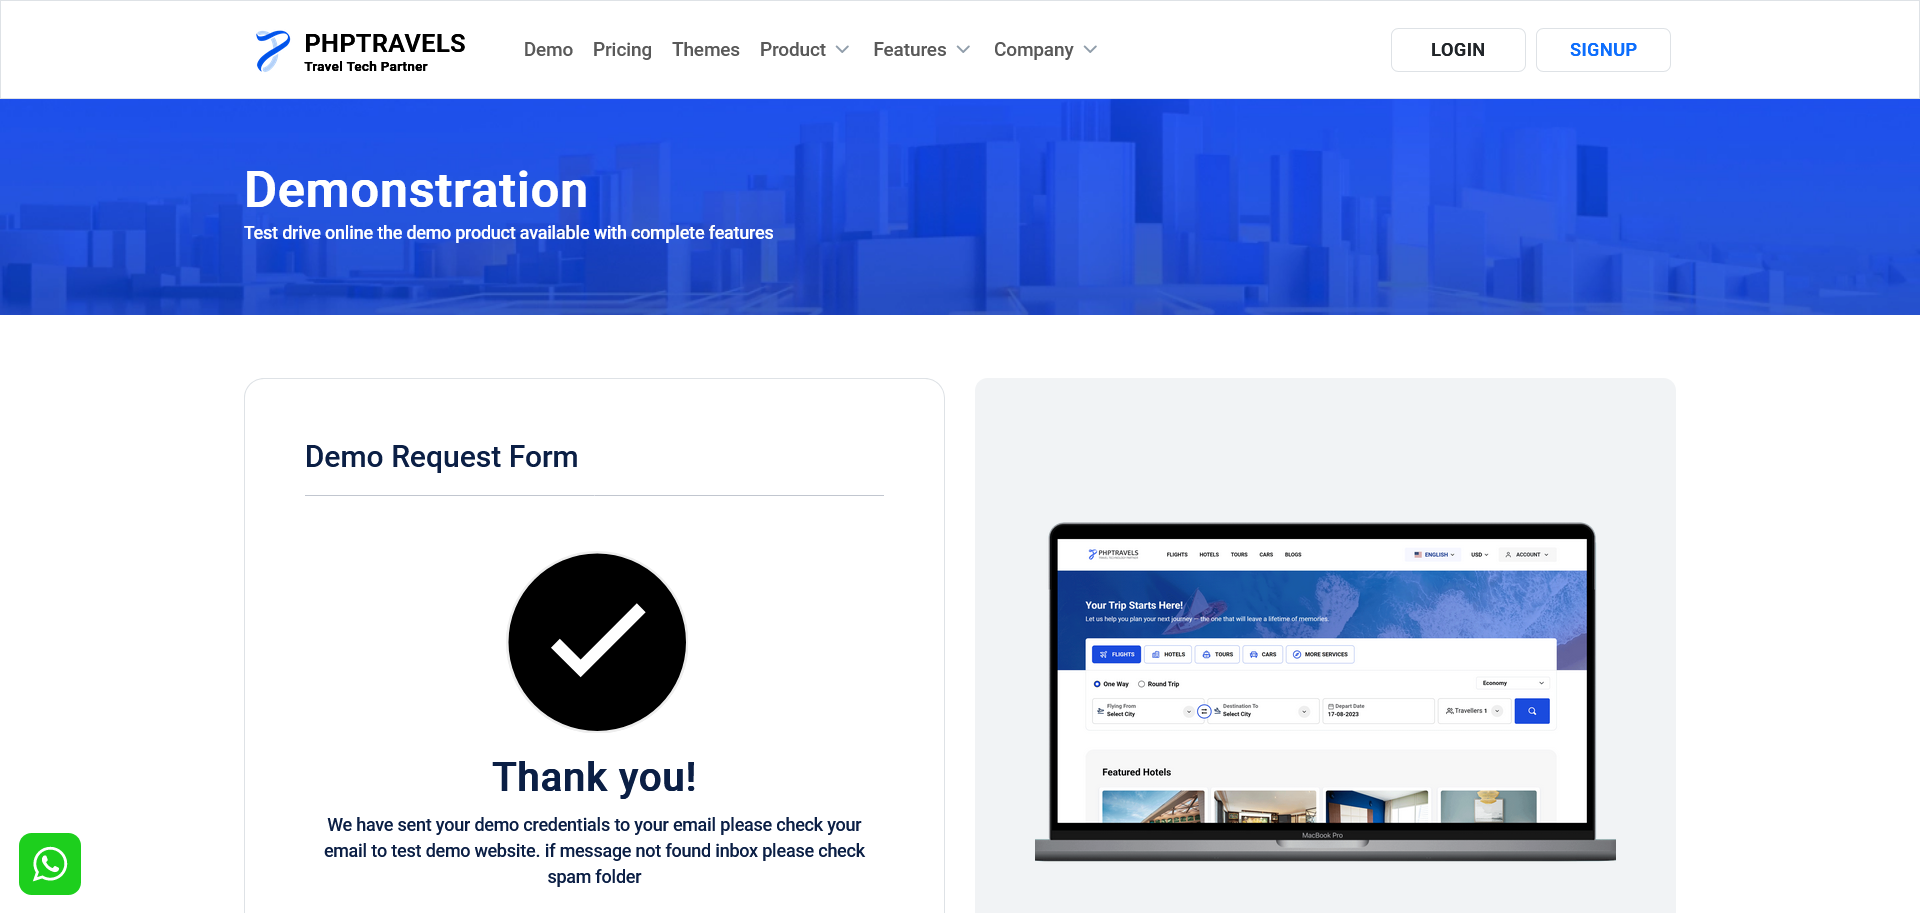 PHPTRAVELS
Travel Tech Partner
Demo Pricing Themes Product Features Company
LOGIN SIGNUP
Demonstration
Test drive online the demo product available with complete features
Demo Request Form
Thank you!
We have sent your demo credentials to your email please check your
email to test demo website. if message not found inbox please check
spam folder
PHPTRAVELS
FLIGHTS HOTELS TOURS CARS BLOGS
ENGLISH USD ACCOUNT
Your Trip Starts Here!
Let us help you plan your next journey — the one that will leave a lifetime of memories
FLIGHTS HOTELS TOURS CARS MORE SERVICES
One Way Round Trip
Economy
Flying From Destination To Depart Date
Select City Select City 17-08-2023
Travellers 1
Featured Hotels
MacBook Pro